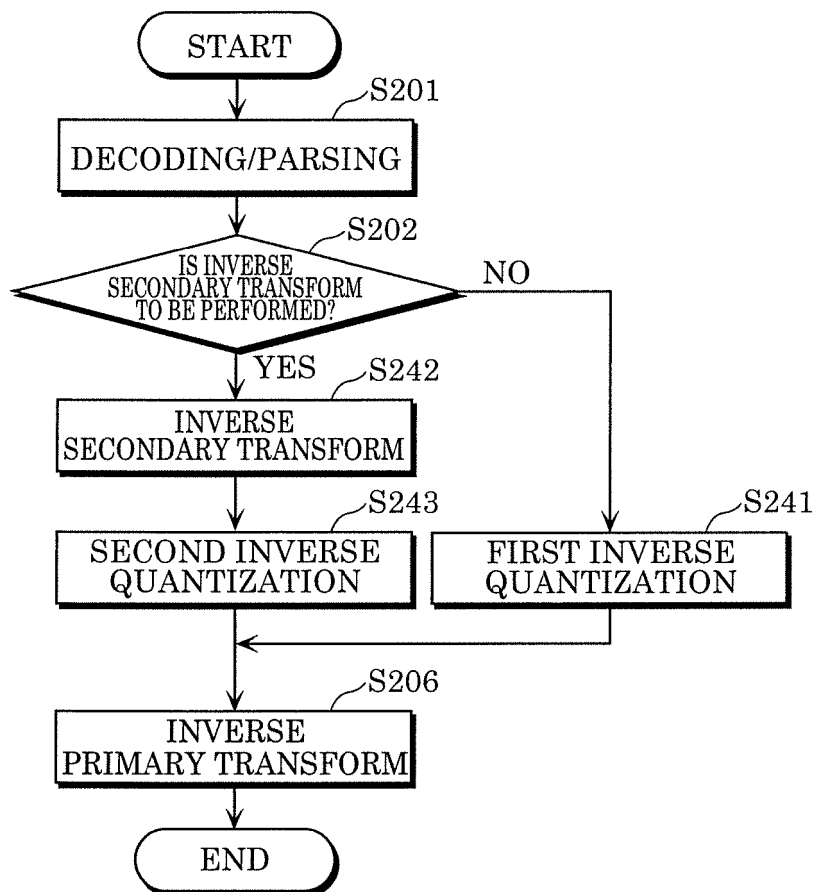 START
S201
DECODING/PARSING
S202
IS INVERSE
SECONDARY TRANSFORM
TO BE PERFORMED?
NO
YES
S242
INVERSE
SECONDARY TRANSFORM
S243
SECOND INVERSE
QUANTIZATION
S241
FIRST INVERSE
QUANTIZATION
S206
INVERSE
PRIMARY TRANSFORM
END